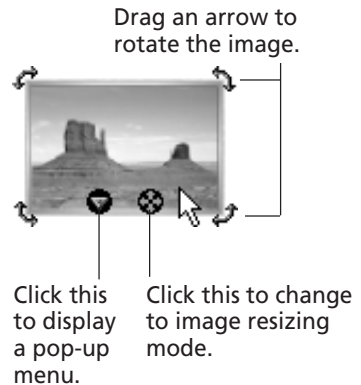 Drag an arrow to
rotate the image.
Click this
to display
a pop-up
menu.
Click this to change
to image resizing
mode.